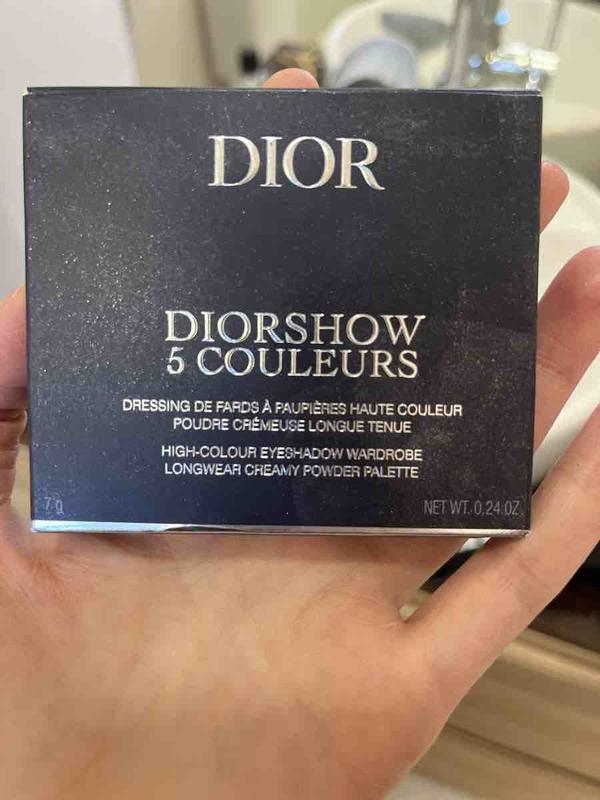 DIOR
DIORSHOW
5 COULEURS
DRESSING DE FARDS À PAUPIÈRES HAUTE COULEUR
POUDRE CRÉMEUSE LONGUE TENUE
HIGH-COLOUR EYESHADOW WARDROBE
LONGWEAR CREAMY POWDER PALETTE
7 g NET WT. 0.24 OZ.